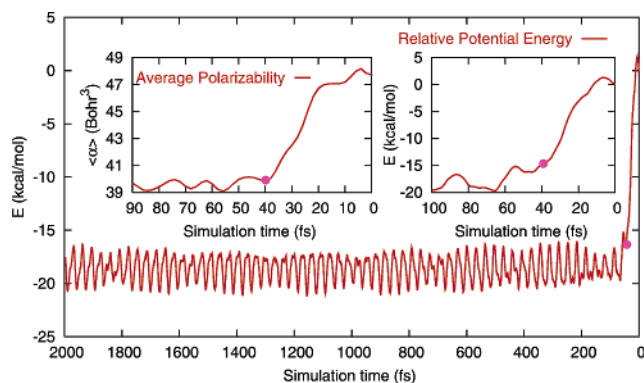 5
0
-5
-10
-15
-20
-25
E (kcal/mol)
2000 1800 1600 1400 1200 1000 800 600 400 200 0
Simulation time (fs)
49
47
45
43
41
39
<α> (Bohr³)
Average Polarizability
90 80 70 60 50 40 30 20 10 0
Simulation time (fs)
Relative Potential Energy
5
0
-5
-10
-15
-20
E (kcal/mol)
100 80 60 40 20 0
Simulation time (fs)